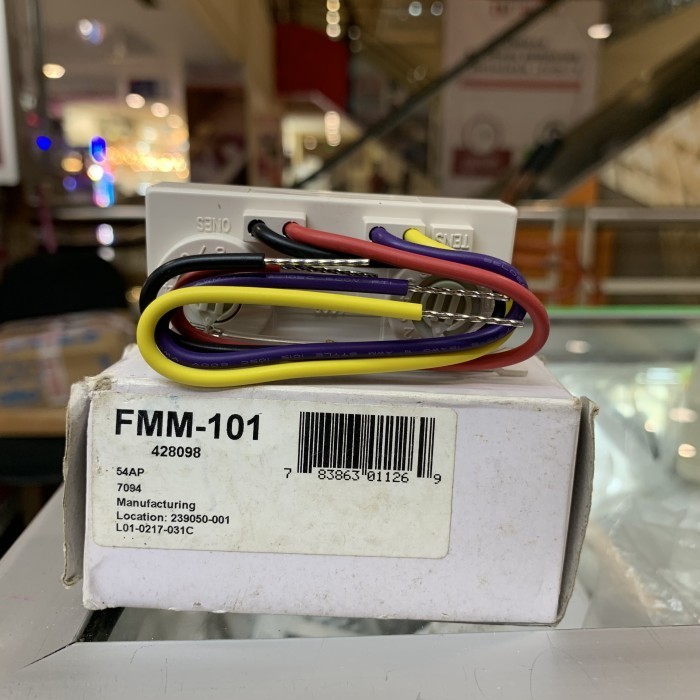 ONES
TENS
FMM-101
428098
7 83863 01126 9
54AP
7094
Manufacturing
Location: 239050-001
L01-0217-031C